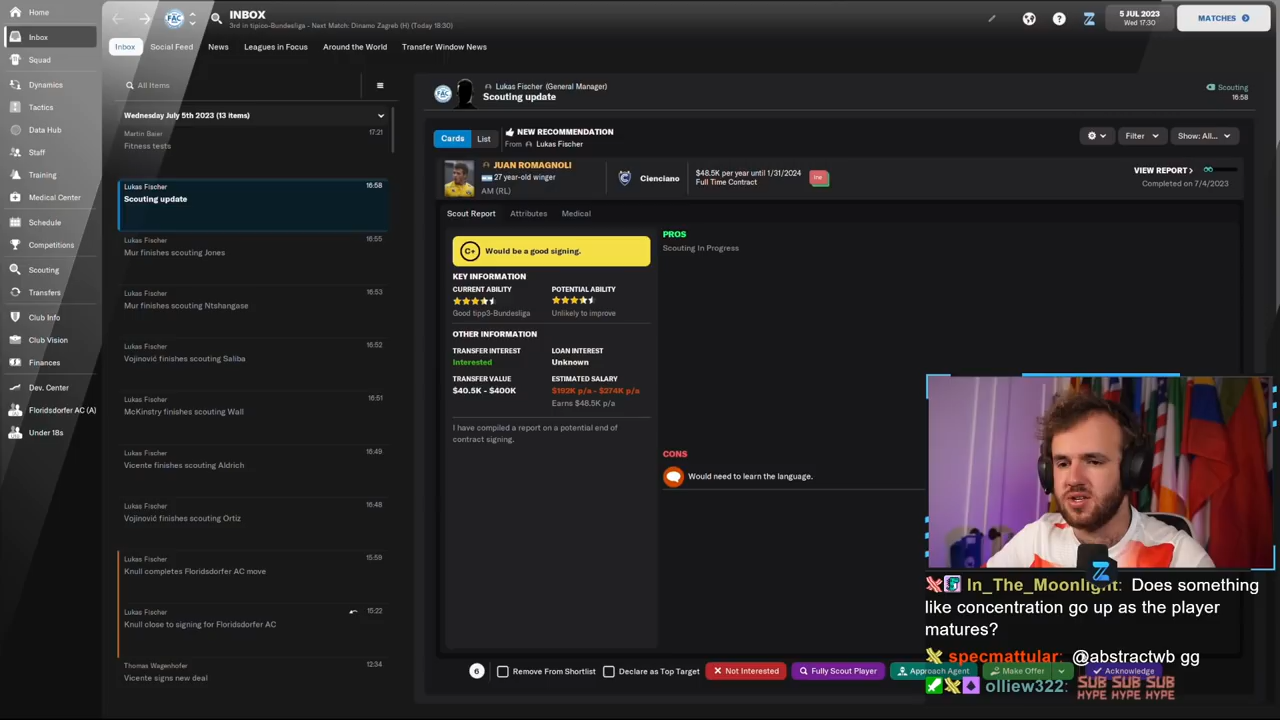 Home
Inbox
Squad
Dynamics
Tactics
Data Hub
Staff
Training
Medical Center
Schedule
Competitions
Scouting
Transfers
Club Info
Club Vision
Finances
Dev. Center
Floridsdorfer AC (A)
Under 18s
FAC
INBOX
3rd in tipico-Bundesliga - Next Match: Dinamo Zagreb (H) (Today 18:30)
5 JUL 2023
Wed 17:30
MATCHES
Inbox
Social Feed
News
Leagues in Focus
Around the World
Transfer Window News
All Items
Wednesday July 5th 2023 (13 items)
Martin Baier
17:21
Fitness tests
Lukas Fischer
16:58
Scouting update
Lukas Fischer
16:55
Mur finishes scouting Jones
Lukas Fischer
16:53
Mur finishes scouting Ntshangase
Lukas Fischer
16:52
Vojinović finishes scouting Saliba
Lukas Fischer
16:51
McKinstry finishes scouting Wall
Lukas Fischer
16:49
Vicente finishes scouting Aldrich
Lukas Fischer
16:48
Vojinović finishes scouting Ortiz
Lukas Fischer
15:59
Knull completes Floridsdorfer AC move
Lukas Fischer
15:22
Knull close to signing for Floridsdorfer AC
Thomas Wagenhofer
12:34
Vicente signs new deal
FAC
Lukas Fischer (General Manager)
Scouting update
Scouting
16:58
Cards
List
NEW RECOMMENDATION
From Lukas Fischer
Filter
Show: All...
JUAN ROMAGNOLI
27 year-old winger
AM (RL)
Cienciano
$48.5K per year until 1/31/2024
Full Time Contract
Int
VIEW REPORT >
Completed on 7/4/2023
Scout Report
Attributes
Medical
C+
Would be a good signing.
KEY INFORMATION
CURRENT ABILITY
POTENTIAL ABILITY
Good tipp3-Bundesliga
Unlikely to improve
OTHER INFORMATION
TRANSFER INTEREST
LOAN INTEREST
Interested
Unknown
TRANSFER VALUE
ESTIMATED SALARY
$40.5K - $400K
$192K p/a - $274K p/a
Earns $48.5K p/a
I have compiled a report on a potential end of
contract signing.
PROS
Scouting In Progress
CONS
Would need to learn the language.
6
Remove From Shortlist
Declare as Top Target
Not Interested
Fully Scout Player
Approach Agent
Make Offer
Acknowledge
In_The_Moonlight: Does something
like concentration go up as the player
matures?
specmattular: @abstractwb gg
olliew322: SUB HYPE SUB HYPE SUB HYPE